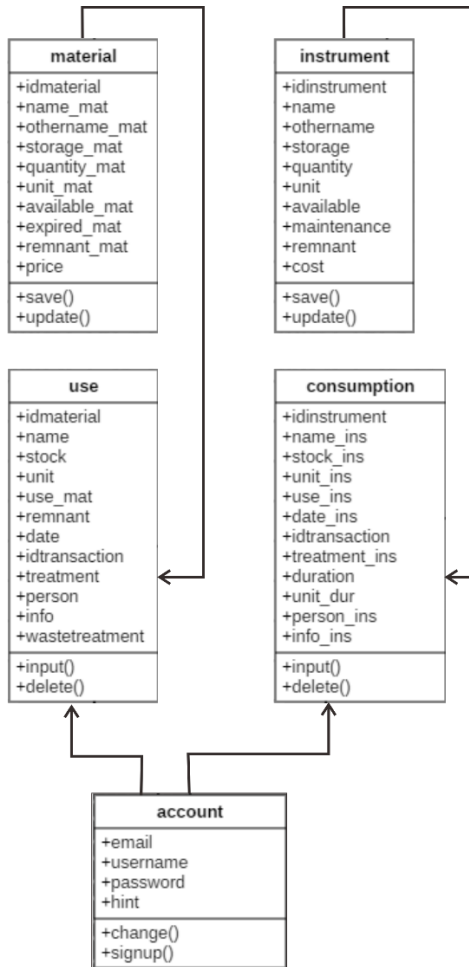 material
+idmaterial
+name_mat
+othername_mat
+storage_mat
+quantity_mat
+unit_mat
+available_mat
+expired_mat
+remnant_mat
+price
+save()
+update()
instrument
+idinstrument
+name
+othername
+storage
+quantity
+unit
+available
+maintenance
+remnant
+cost
+save()
+update()
use
+idmaterial
+name
+stock
+unit
+use_mat
+remnant
+date
+idtransaction
+treatment
+person
+info
+wastetreatment
+input()
+delete()
consumption
+idinstrument
+name_ins
+stock_ins
+unit_ins
+use_ins
+date_ins
+idtransaction
+treatment_ins
+duration
+unit_dur
+person_ins
+info_ins
+input()
+delete()
account
+email
+username
+password
+hint
+change()
+signup()